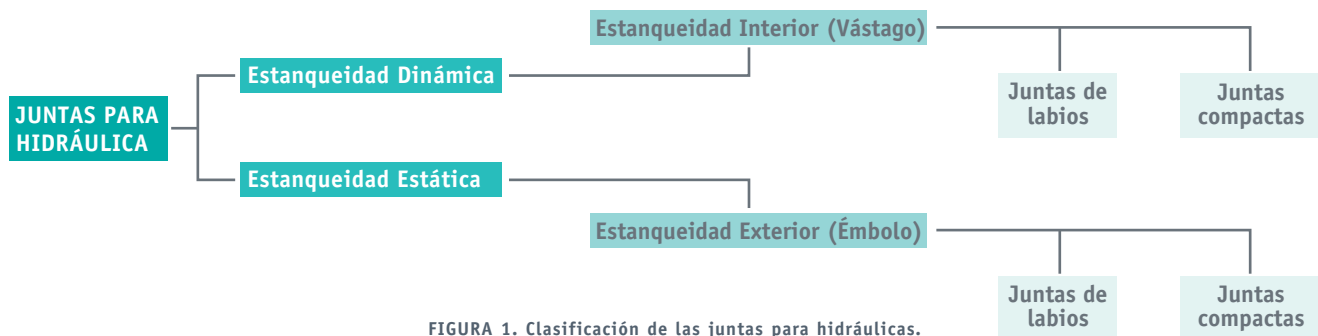 Estanqueidad Interior (Vástago)
Estanqueidad Dinámica
Juntas de
labios
Juntas
compactas
JUNTAS PARA
HIDRÁULICA
Estanqueidad Estática
Estanqueidad Exterior (Émbolo)
Juntas de
labios
Juntas
compactas
FIGURA 1. Clasificación de las juntas para hidráulicas.